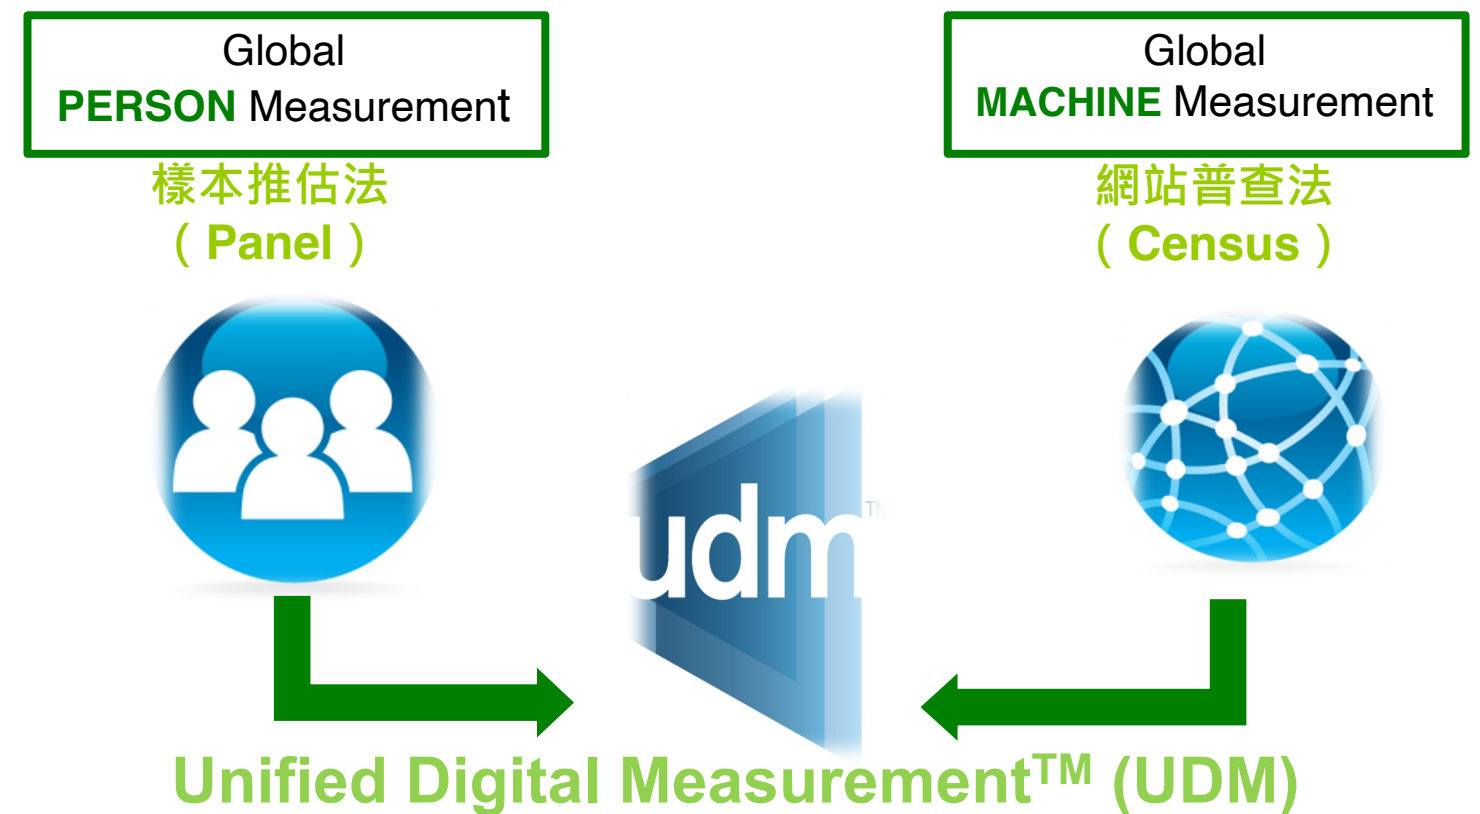 Global
PERSON Measurement
樣本推估法
（Panel）
Global
MACHINE Measurement
網站普查法
（Census）
udm™
Unified Digital Measurement™ (UDM)